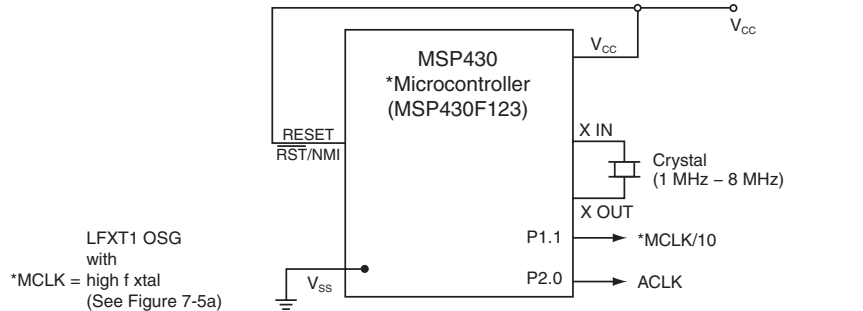 V_CC
MSP430
*Microcontroller
(MSP430F123)
V_CC
RESET
RST/NMI
X IN
Crystal
(1 MHz – 8 MHz)
X OUT
P1.1
*MCLK/10
LFXT1 OSG
with
*MCLK = high f xtal
(See Figure 7-5a)
V_SS
P2.0
ACLK